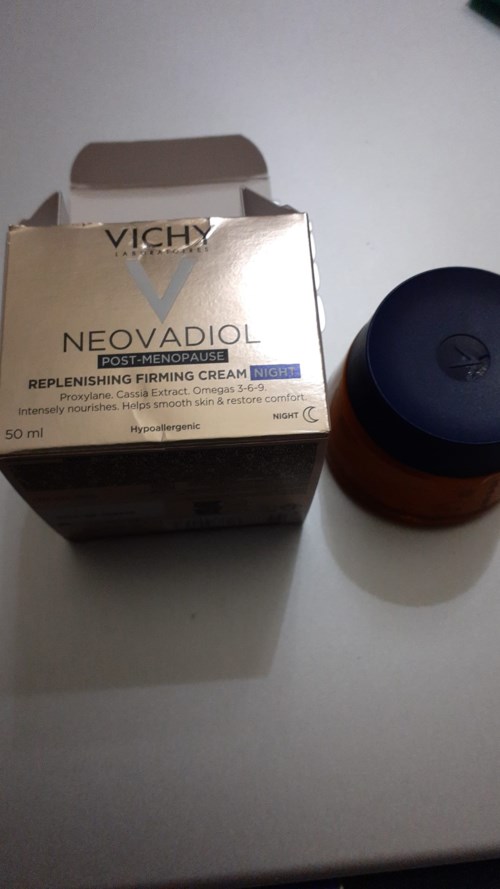 VICHY
LABORATOIRES
NEOVADIOL
POST-MENOPAUSE
REPLENISHING FIRMING CREAM NIGHT
Proxylane. Cassia Extract. Omegas 3-6-9.
Intensely nourishes. Helps smooth skin & restore comfort.
NIGHT
50 ml
Hypoallergenic